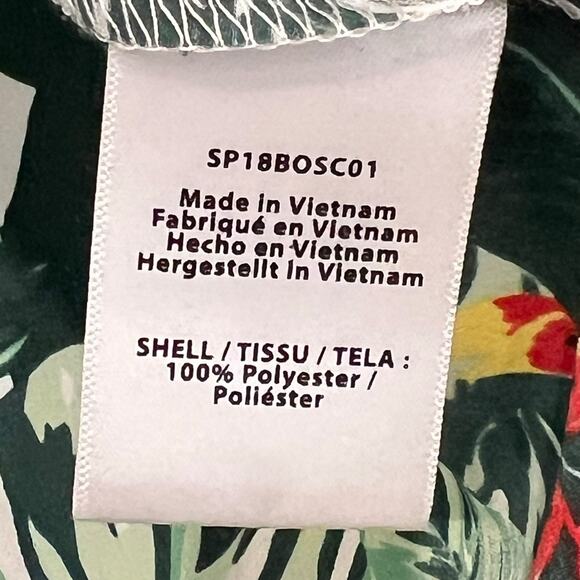 SP18BOSC01
Made in Vietnam
Fabriqué en Vietnam
Hecho en Vietnam
Hergestellt in Vietnam
SHELL / TISSU / TELA :
100% Polyester /
Poliéster